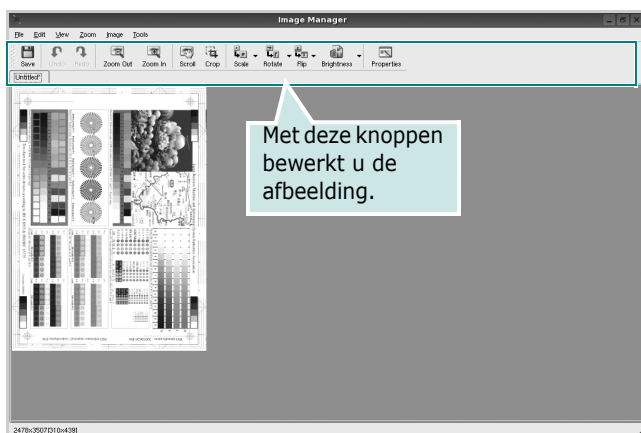 Image Manager
File Edit View Zoom Image Tools
Save Undo Redo Zoom Out Zoom In Scroll Crop Scale Rotate Flip Brightness Properties
Untitled*
Met deze knoppen
bewerkt u de
afbeelding.
2478x3507[310x439]